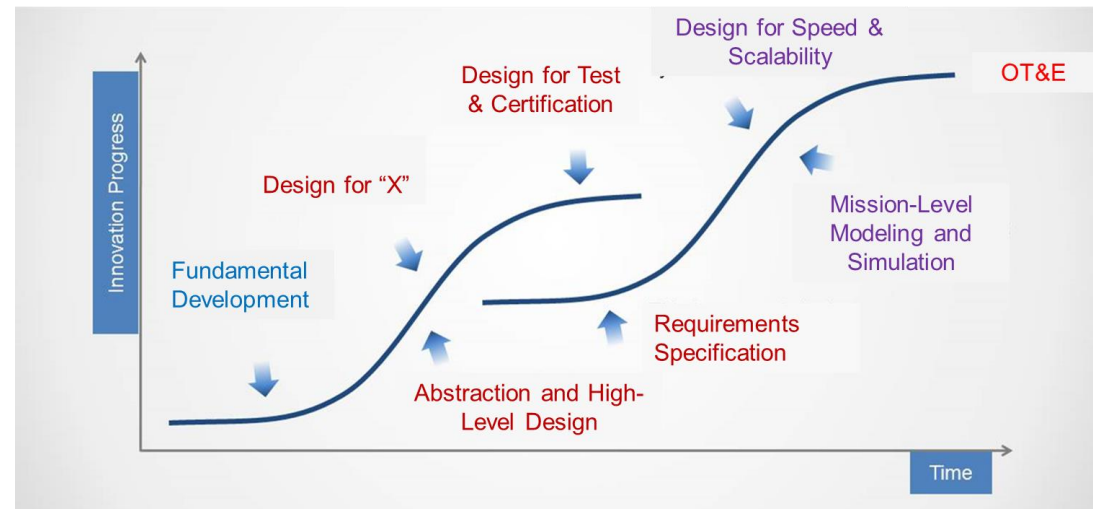 Design for Speed &
Scalability
OT&E
Design for Test
& Certification
Innovation Progress
Design for “X”
Mission-Level
Modeling and
Simulation
Fundamental
Development
Requirements
Specification
Abstraction and High-
Level Design
Time